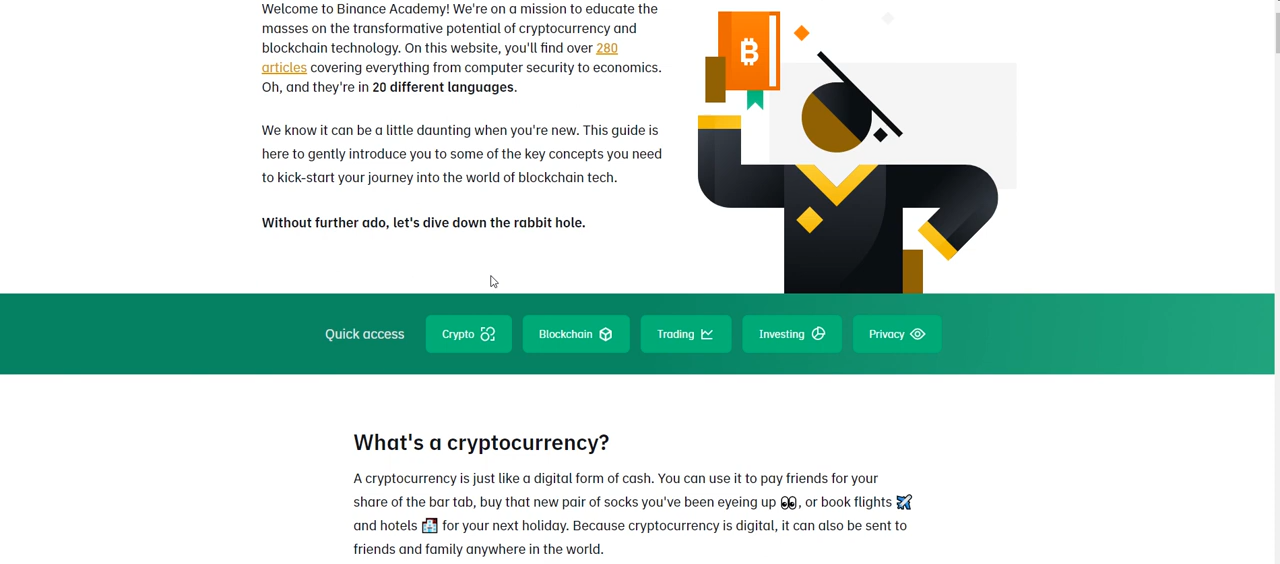 Welcome to Binance Academy! We're on a mission to educate the
masses on the transformative potential of cryptocurrency and
blockchain technology. On this website, you'll find over 280
articles covering everything from computer security to economics.
Oh, and they're in 20 different languages.
We know it can be a little daunting when you're new. This guide is
here to gently introduce you to some of the key concepts you need
to kick-start your journey into the world of blockchain tech.
Without further ado, let's dive down the rabbit hole.
Quick access Crypto Blockchain Trading Investing Privacy
What's a cryptocurrency?
A cryptocurrency is just like a digital form of cash. You can use it to pay friends for your
share of the bar tab, buy that new pair of socks you've been eyeing up 👀, or book flights ✈️
and hotels 🏨 for your next holiday. Because cryptocurrency is digital, it can also be sent to
friends and family anywhere in the world.